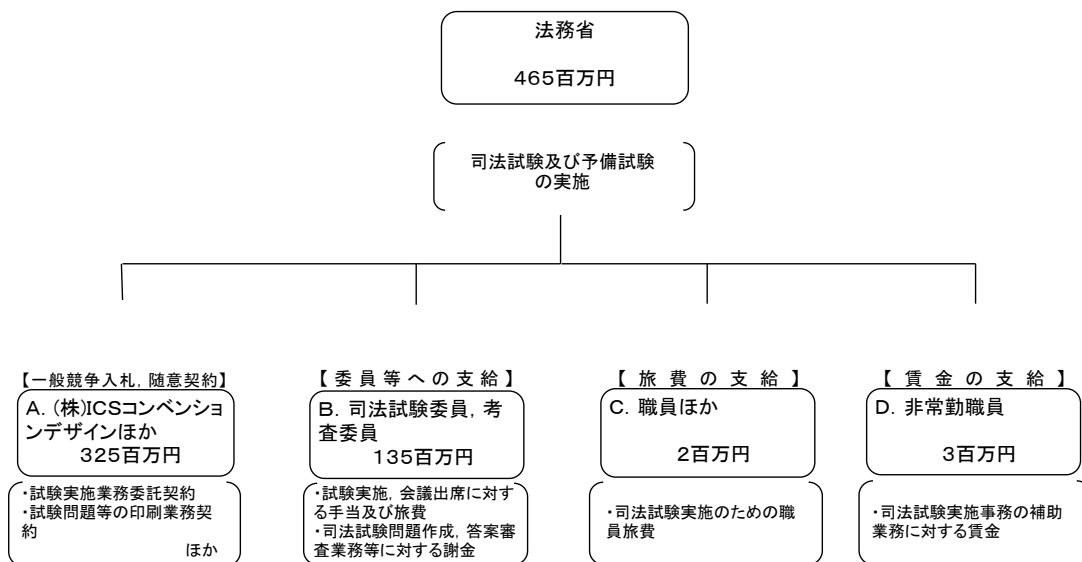 法務省
465百万円
司法試験及び予備試験
の実施
【一般競争入札，随意契約】
A．（株）ICSコンベンショ
ンデザインほか
325百万円
・試験実施業務委託契約
・試験問題等の印刷業務契
約
ほか
【委員等への支給】
B．司法試験委員，考
査委員
135百万円
・試験実施，会議出席に対す
る手当及び旅費
・司法試験問題作成，答案審
査業務等に対する謝金
【旅費の支給】
C．職員ほか
2百万円
・司法試験実施のための職
員旅費
【賃金の支給】
D．非常勤職員
3百万円
・司法試験実施事務の補助
業務に対する賃金